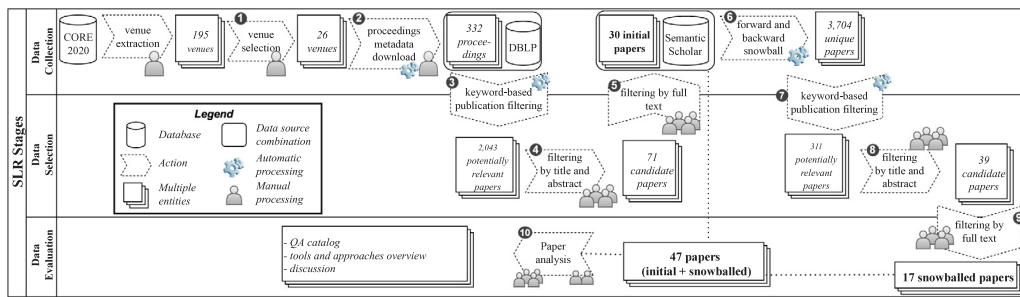 SLR Stages
Data
Collection
CORE
2020
venue
extraction
195
venues
1
venue
selection
26
venues
2
proceedings
metadata
download
332
procee-
dings
DBLP
30 initial
papers
Semantic
Scholar
6
forward and
backward
snowball
3,704
unique
papers
3
keyword-based
publication filtering
5
filtering by full
text
7
keyword-based
publication filtering
Data
Selection
Legend
Database
Data source
combination
Action
Automatic
processing
Multiple
entities
Manual
processing
2,043
potentially
relevant
papers
4
filtering
by title and
abstract
71
candidate
papers
311
potentially
relevant
papers
8
filtering
by title and
abstract
39
candidate
papers
9
filtering by
full text
Data
Evaluation
- QA catalog
- tools and approaches overview
- discussion
10
Paper
analysis
47 papers
(initial + snowballed)
17 snowballed papers